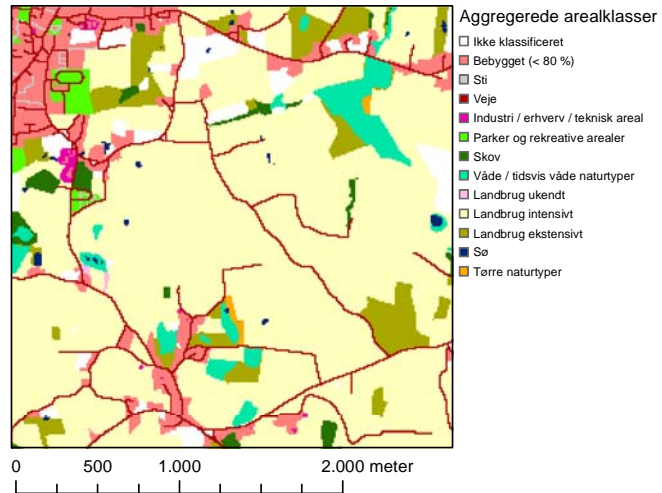 Aggregerede arealklasser
Ikke klassificeret
Bebygget (< 80 %)
Sti
Veje
Industri / erhverv / teknisk areal
Parker og rekreative arealer
Skov
Våde / tidsvis våde naturtyper
Landbrug ukendt
Landbrug intensivt
Landbrug ekstensivt
Sø
Tørre naturtyper
0 500 1.000 2.000 meter